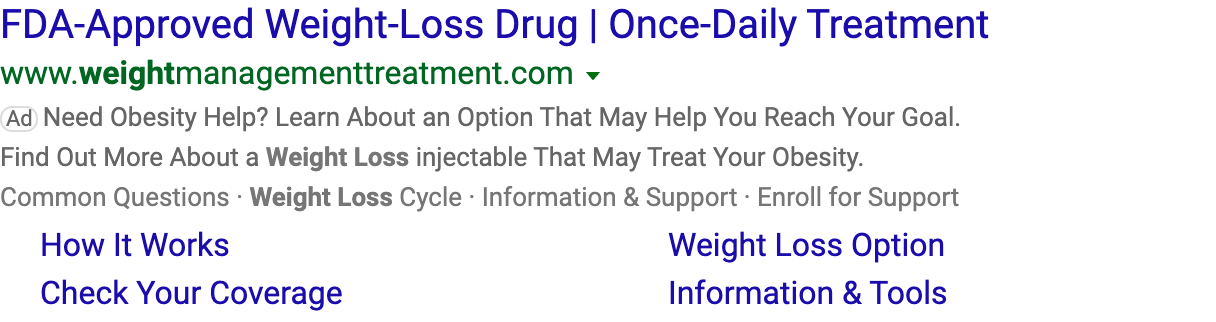 FDA-Approved Weight-Loss Drug | Once-Daily Treatment
www.weightmanagementtreatment.com
Ad Need Obesity Help? Learn About an Option That May Help You Reach Your Goal.
Find Out More About a Weight Loss injectable That May Treat Your Obesity.
Common Questions · Weight Loss Cycle · Information & Support · Enroll for Support
How It Works Weight Loss Option
Check Your Coverage Information & Tools